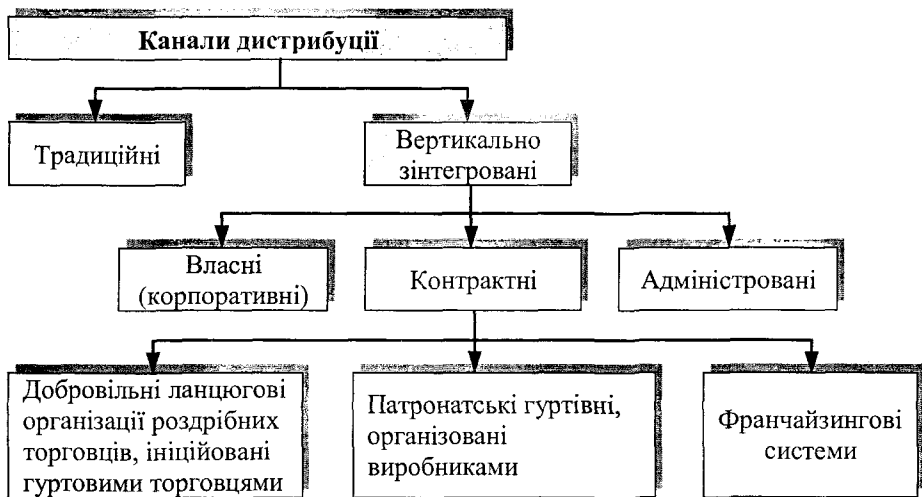 Канали дистрибуції
Традиційні
Вертикально
зінтегровані
Власні
(корпоративні)
Контрактні
Адміністровані
Добровільні ланцюгові
організації роздрібних
торговців, ініційовані
гуртовими торговцями
Патронатські гуртівні,
організовані
виробниками
Франчайзингові
системи